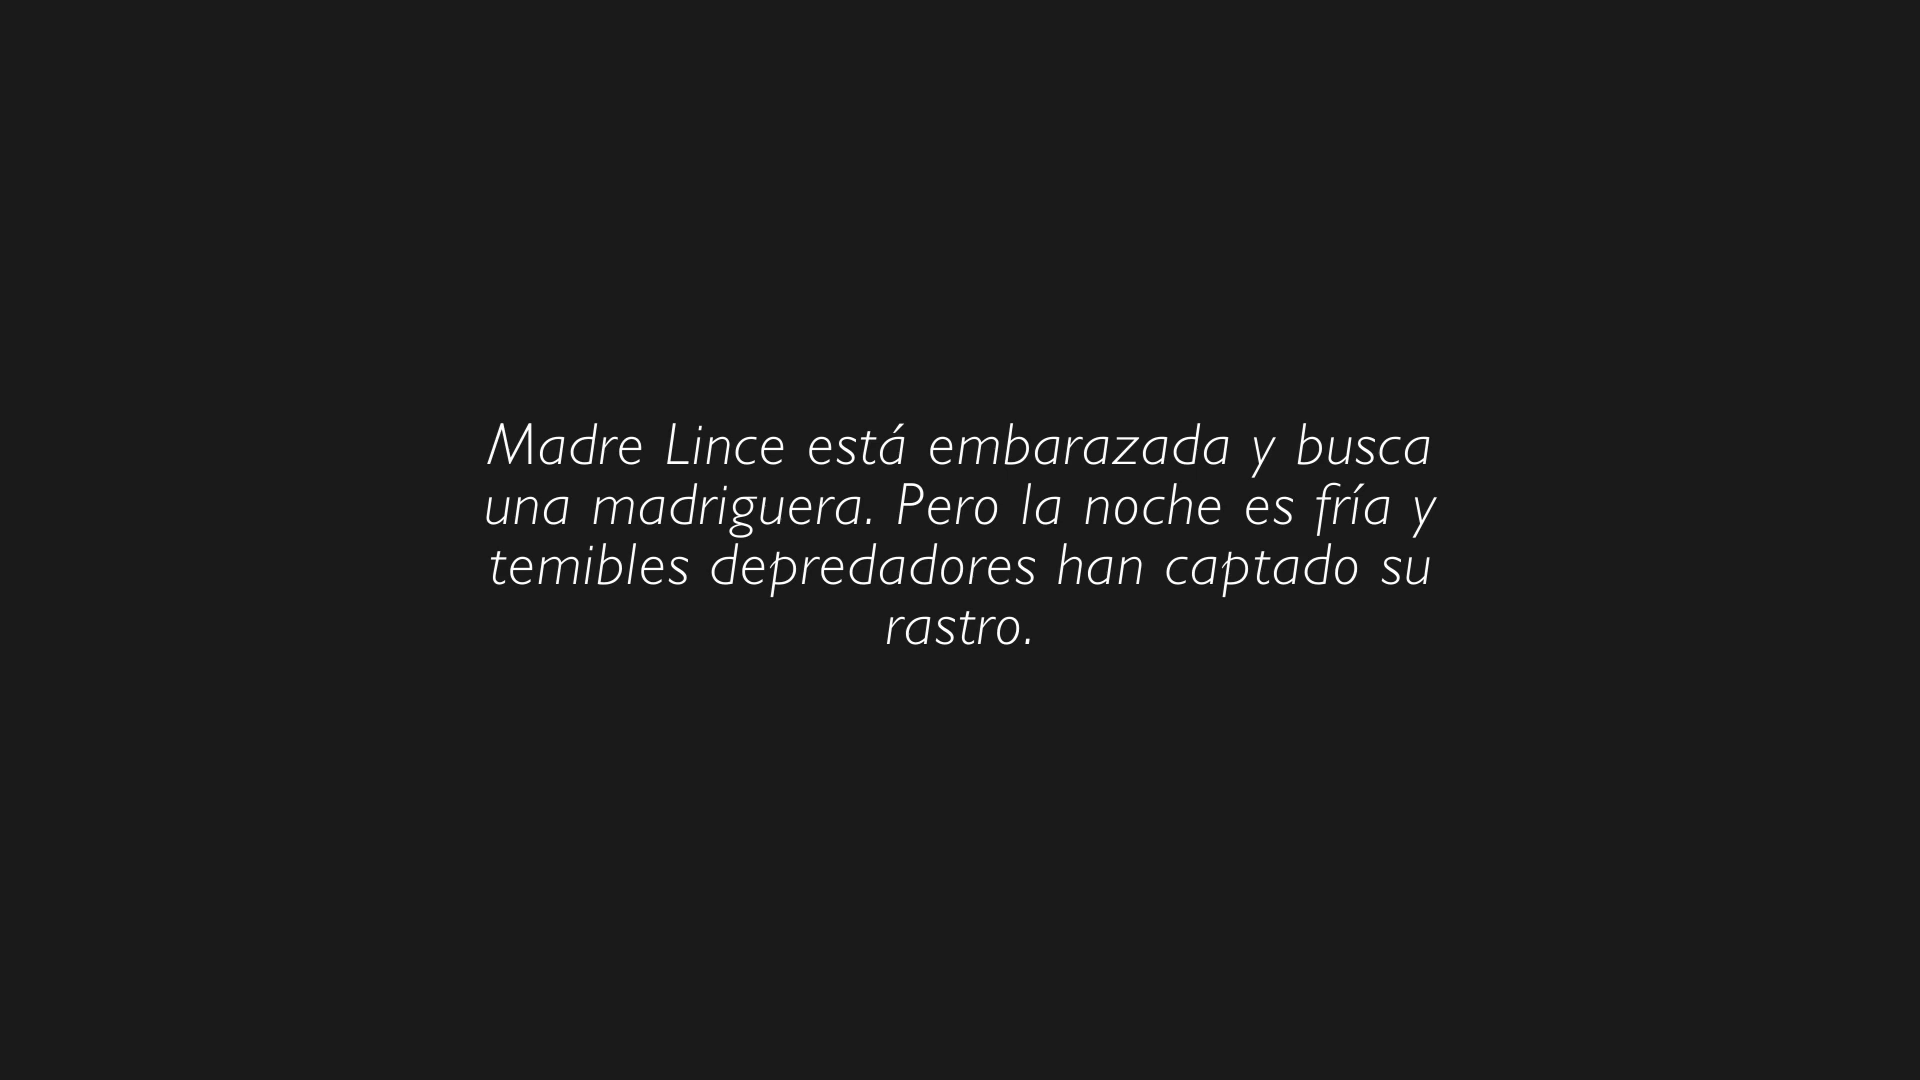 Madre Lince está embarazada y busca
una madriguera. Pero la noche es fría y
temibles depredadores han captado su
rastro.